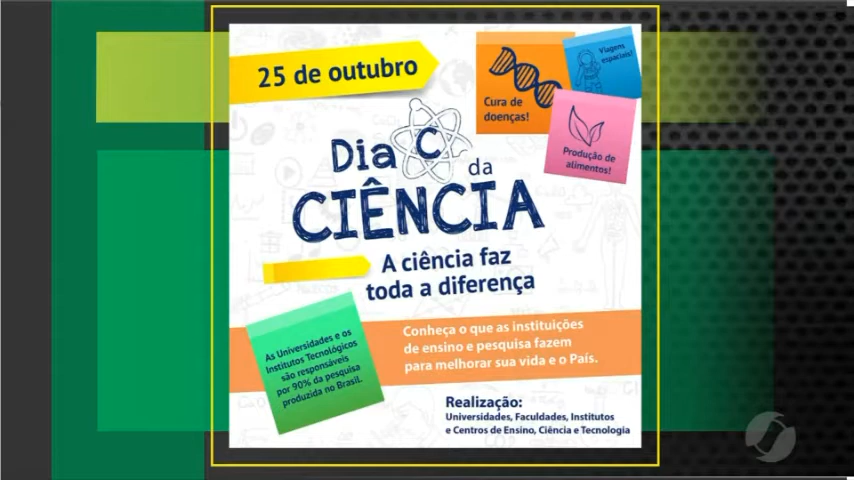 25 de outubro
Cura de
doenças!
Viagens
espaciais!
Produção de
alimentos!
Dia C
da
CIÊNCIA
A ciência faz
toda a diferença
As Universidades e os
Institutos Tecnológicos
são responsáveis
por 90% da pesquisa
produzida no Brasil.
Conheça o que as instituições
de ensino e pesquisa fazem
para melhorar sua vida e o País.
Realização:
Universidades, Faculdades, Institutos
e Centros de Ensino, Ciência e Tecnologia